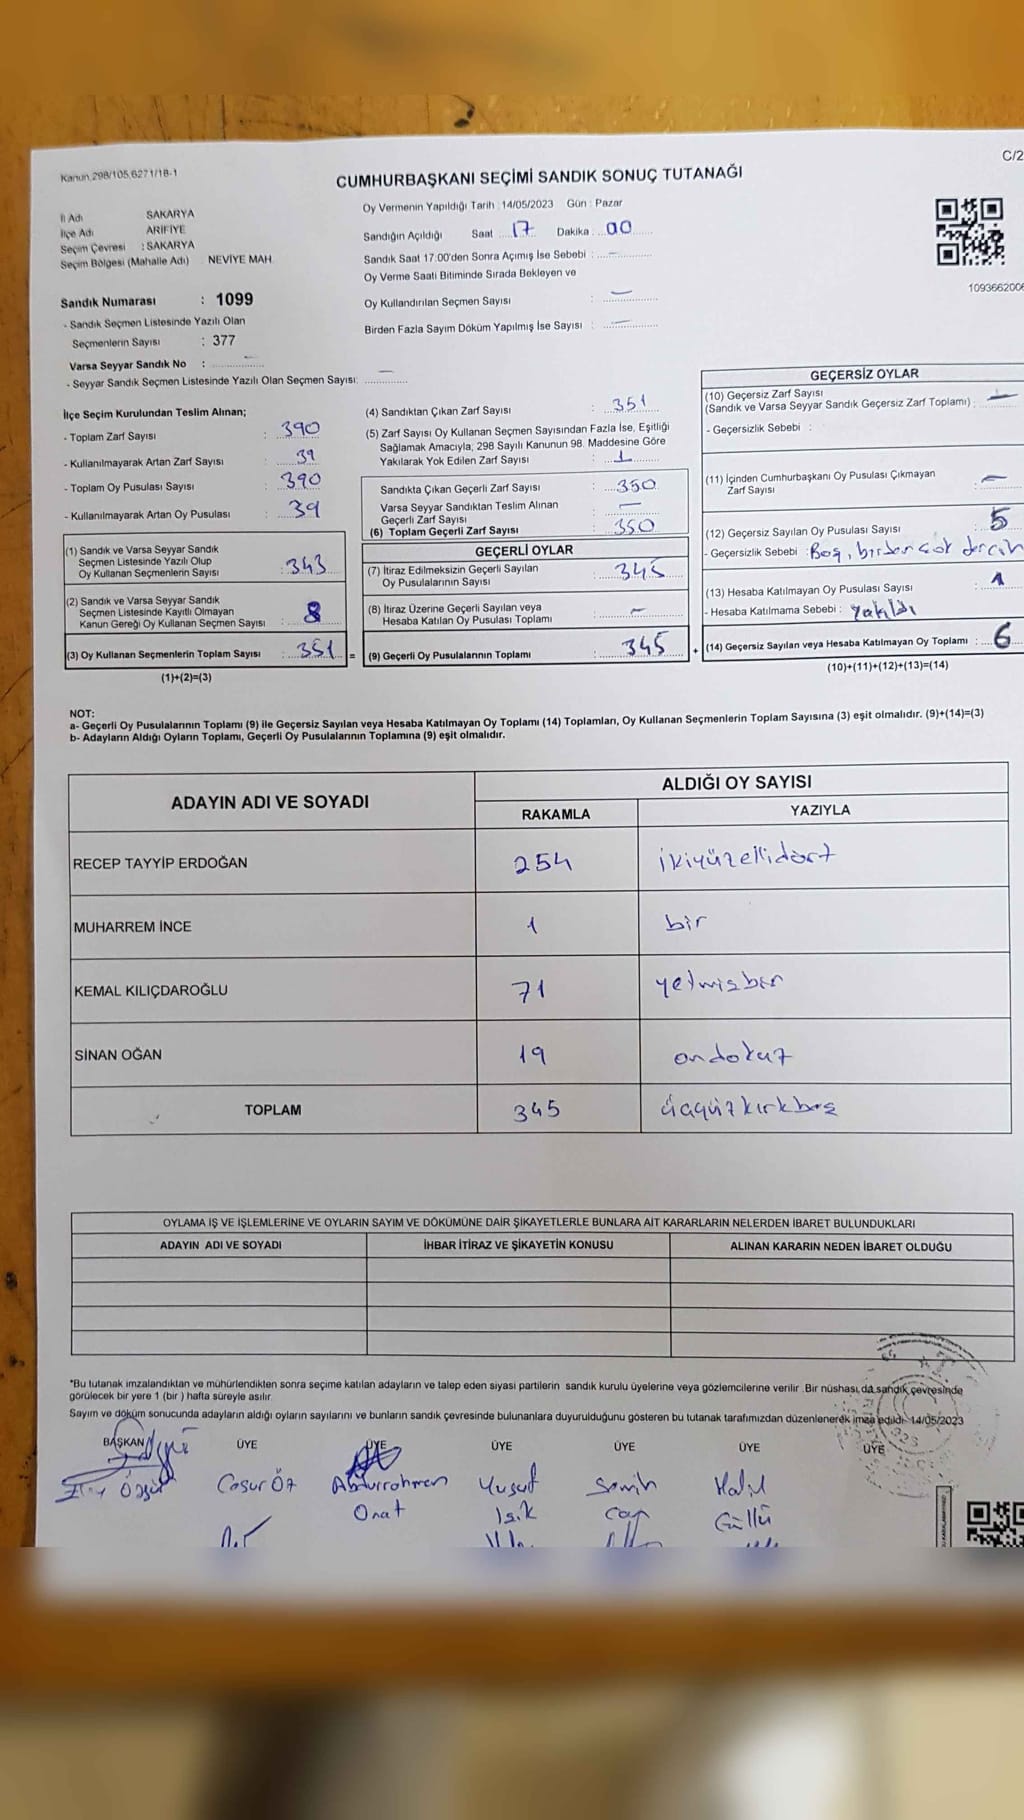 Kanun 298/105,6271/18-1
C/2
CUMHURBAŞKANI SEÇİMİ SANDIK SONUÇ TUTANAĞI
İl Adı SAKARYA
İlçe Adı ARİFİYE
Seçim Çevresi : SAKARYA
Seçim Bölgesi (Mahalle Adı) NEVİYE MAH.
Oy Vermenin Yapıldığı Tarih : 14/05/2023 Gün : Pazar
Sandığın Açıldığı Saat 17 Dakika 00
Sandık Saat 17:00'den Sonra Açımış İse Sebebi : –
Oy Verme Saati Bitiminde Sırada Bekleyen ve
Oy Kullandırılan Seçmen Sayısı : –
Birden Fazla Sayım Döküm Yapılmış İse Sayısı : –
109366200
Sandık Numarası : 1099
- Sandık Seçmen Listesinde Yazılı Olan
Seçmenlerin Sayısı : 377
Varsa Seyyar Sandık No : –
- Seyyar Sandık Seçmen Listesinde Yazılı Olan Seçmen Sayısı: –
İlçe Seçim Kurulundan Teslim Alınan;
- Toplam Zarf Sayısı : 390
- Kullanılmayarak Artan Zarf Sayısı : 39
- Toplam Oy Pusulası Sayısı : 390
- Kullanılmayarak Artan Oy Pusulası : 39
(1) Sandık ve Varsa Seyyar Sandık
Seçmen Listesinde Yazılı Olup
Oy Kullanan Seçmenlerin Sayısı : 343
(2) Sandık ve Varsa Seyyar Sandık
Seçmen Listesinde Kayıtlı Olmayan
Kanun Gereği Oy Kullanan Seçmen Sayısı : 8
(3) Oy Kullanan Seçmenlerin Toplam Sayısı : 351 =
(1)+(2)=(3)
(4) Sandıktan Çıkan Zarf Sayısı : 351
(5) Zarf Sayısı Oy Kullanan Seçmen Sayısından Fazla İse, Eşitliği
Sağlamak Amacıyla; 298 Sayılı Kanunun 98. Maddesine Göre
Yakılarak Yok Edilen Zarf Sayısı : 1
Sandıkta Çıkan Geçerli Zarf Sayısı : 350
Varsa Seyyar Sandıktan Teslim Alınan
Geçerli Zarf Sayısı : –
(6) Toplam Geçerli Zarf Sayısı : 350
GEÇERLİ OYLAR
(7) İtiraz Edilmeksizin Geçerli Sayılan
Oy Pusulalarının Sayısı : 345
(8) İtiraz Üzerine Geçerli Sayılan veya
Hesaba Katılan Oy Pusulası Toplamı : –
(9) Geçerli Oy Pusulalarının Toplamı : 345 +
GEÇERSİZ OYLAR
(10) Geçersiz Zarf Sayısı
(Sandık ve Varsa Seyyar Sandık Geçersiz Zarf Toplamı) : –
- Geçersizlik Sebebi :
(11) İçinden Cumhurbaşkanı Oy Pusulası Çıkmayan
Zarf Sayısı : –
(12) Geçersiz Sayılan Oy Pusulası Sayısı : 5
- Geçersizlik Sebebi : Boş, birden çok tercih
(13) Hesaba Katılmayan Oy Pusulası Sayısı : 1
- Hesaba Katılmama Sebebi : Yakıldı
(14) Geçersiz Sayılan veya Hesaba Katılmayan Oy Toplamı : 6
(10)+(11)+(12)+(13)=(14)
NOT:
a- Geçerli Oy Pusulalarının Toplamı (9) ile Geçersiz Sayılan veya Hesaba Katılmayan Oy Toplamı (14) Toplamları, Oy Kullanan Seçmenlerin Toplam Sayısına (3) eşit olmalıdır. (9)+(14)=(3)
b- Adayların Aldığı Oyların Toplamı, Geçerli Oy Pusulalarının Toplamına (9) eşit olmalıdır.
ADAYIN ADI VE SOYADI ALDIĞI OY SAYISI
RAKAMLA YAZIYLA
RECEP TAYYİP ERDOĞAN 254 ikiyüzellidört
MUHARREM İNCE 1 bir
KEMAL KILIÇDAROĞLU 71 yetmişbir
SİNAN OĞAN 19 ondokuz
TOPLAM 345 üçyüzkırkbeş
OYLAMA İŞ VE İŞLEMLERİNE VE OYLARIN SAYIM VE DÖKÜMÜNE DAİR ŞİKAYETLERLE BUNLARA AİT KARARLARIN NELERDEN İBARET BULUNDUKLARI
ADAYIN ADI VE SOYADI İHBAR İTİRAZ VE ŞİKAYETİN KONUSU ALINAN KARARIN NEDEN İBARET OLDUĞU
*Bu tutanak imzalandıktan ve mühürlendikten sonra seçime katılan adayların ve talep eden siyasi partilerin sandık kurulu üyelerine veya gözlemcilerine verilir. Bir nüshası da sandık çevresinde
görülecek bir yere 1 (bir) hafta süreyle asılır.
Sayım ve döküm sonucunda adayların aldığı oyların sayılarını ve bunların sandık çevresinde bulunanlara duyurulduğunu gösteren bu tutanak tarafımızdan düzenlenerek imza edildi. 14/05/2023
BAŞKAN ÜYE ÜYE ÜYE ÜYE ÜYE ÜYE
Özgür Coşur Öz Abdurrahman Yusuf Semih Halil
Onat Işık Çap Güllü